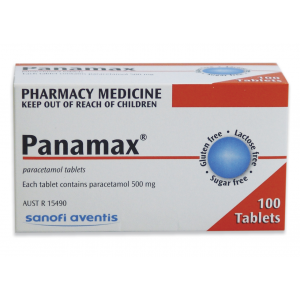 100
Tablets
PHARMACY MEDICINE
KEEP OUT OF REACH OF CHILDREN
Panamax®
paracetamol tablets
Each tablet contains paracetamol 500 mg
AUST R 15490
sanofi aventis
Gluten free • Lactose free • Sugar free •
100
Tablets